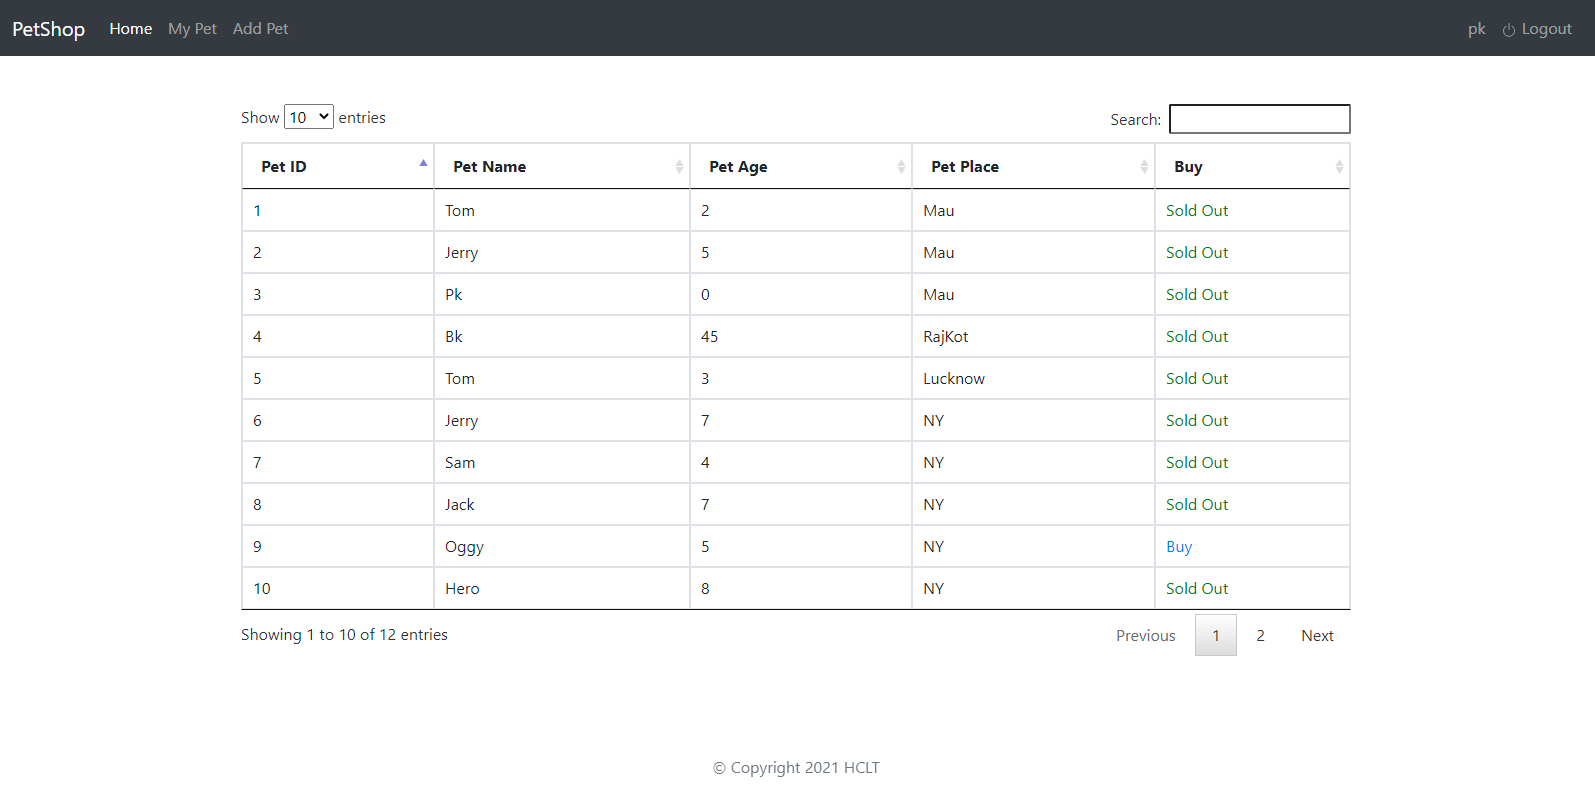 PetShop Home My Pet Add Pet pk Logout
Show 10 entries Search:
Pet ID Pet Name Pet Age Pet Place Buy
1 Tom 2 Mau Sold Out
2 Jerry 5 Mau Sold Out
3 Pk 0 Mau Sold Out
4 Bk 45 RajKot Sold Out
5 Tom 3 Lucknow Sold Out
6 Jerry 7 NY Sold Out
7 Sam 4 NY Sold Out
8 Jack 7 NY Sold Out
9 Oggy 5 NY Buy
10 Hero 8 NY Sold Out
Showing 1 to 10 of 12 entries Previous 1 2 Next
© Copyright 2021 HCLT